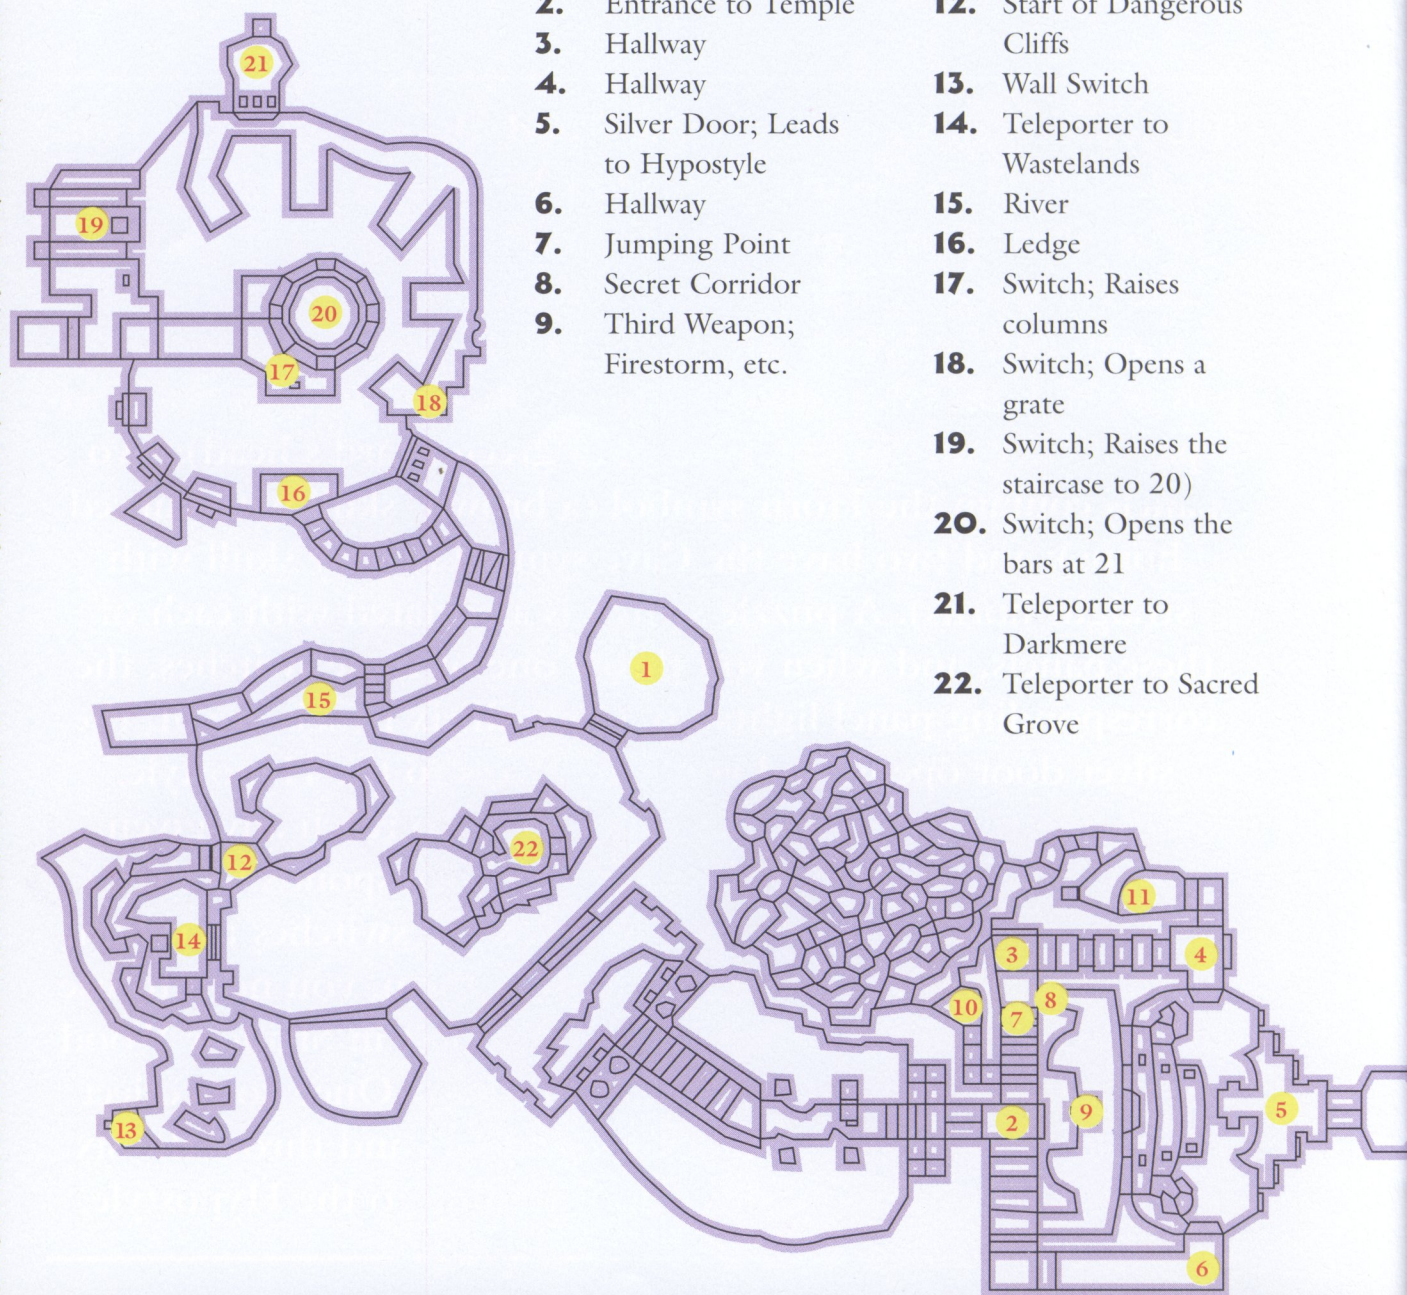 2. Entrance to Temple
3. Hallway
4. Hallway
5. Silver Door; Leads
to Hypostyle
6. Hallway
7. Jumping Point
8. Secret Corridor
9. Third Weapon;
Firestorm, etc.
12. Start of Dangerous
Cliffs
13. Wall Switch
14. Teleporter to
Wastelands
15. River
16. Ledge
17. Switch; Raises
columns
18. Switch; Opens a
grate
19. Switch; Raises the
staircase to 20)
20. Switch; Opens the
bars at 21
21. Teleporter to
Darkmere
22. Teleporter to Sacred
Grove
21
19
20
17
18
16
1
15
12
22
14
11
3
4
10
8
7
13
2
9
5
6